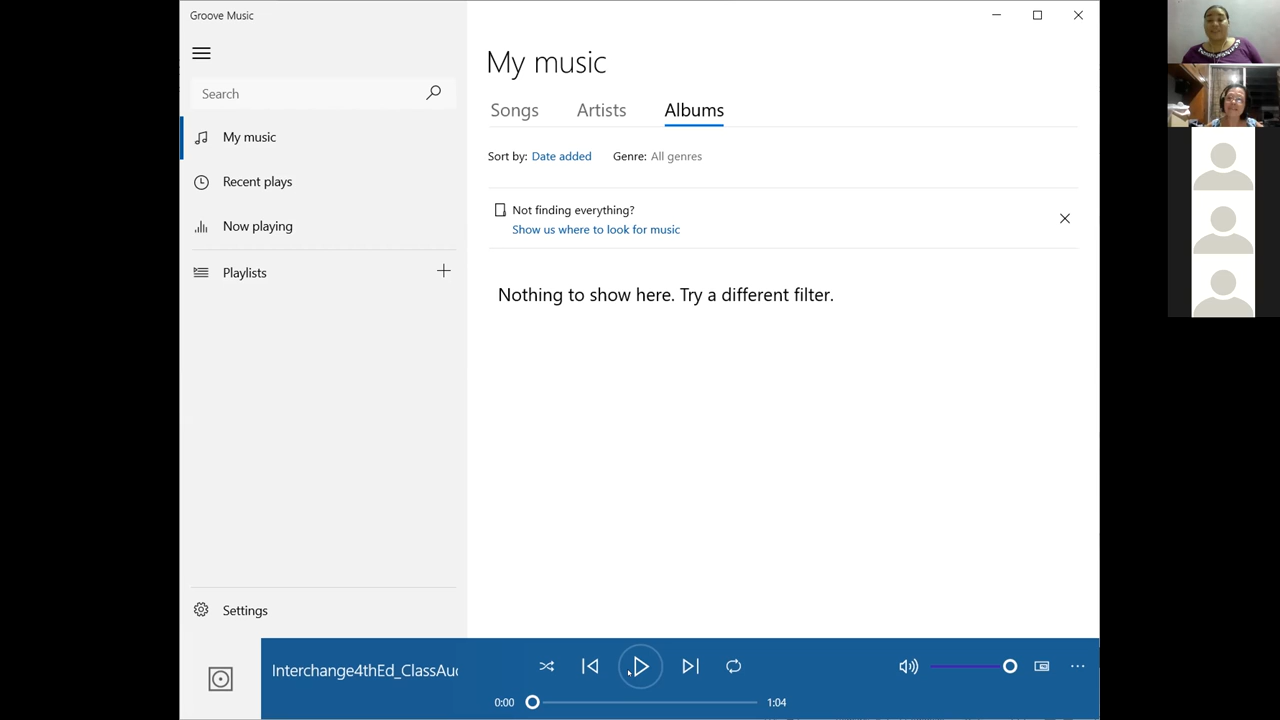 Groove Music
Search
My music
Recent plays
Now playing
Playlists
Settings
My music
Songs Artists Albums
Sort by: Date added Genre: All genres
Not finding everything?
Show us where to look for music
Nothing to show here. Try a different filter.
Interchange4thEd_ClassAu
0:00 1:04